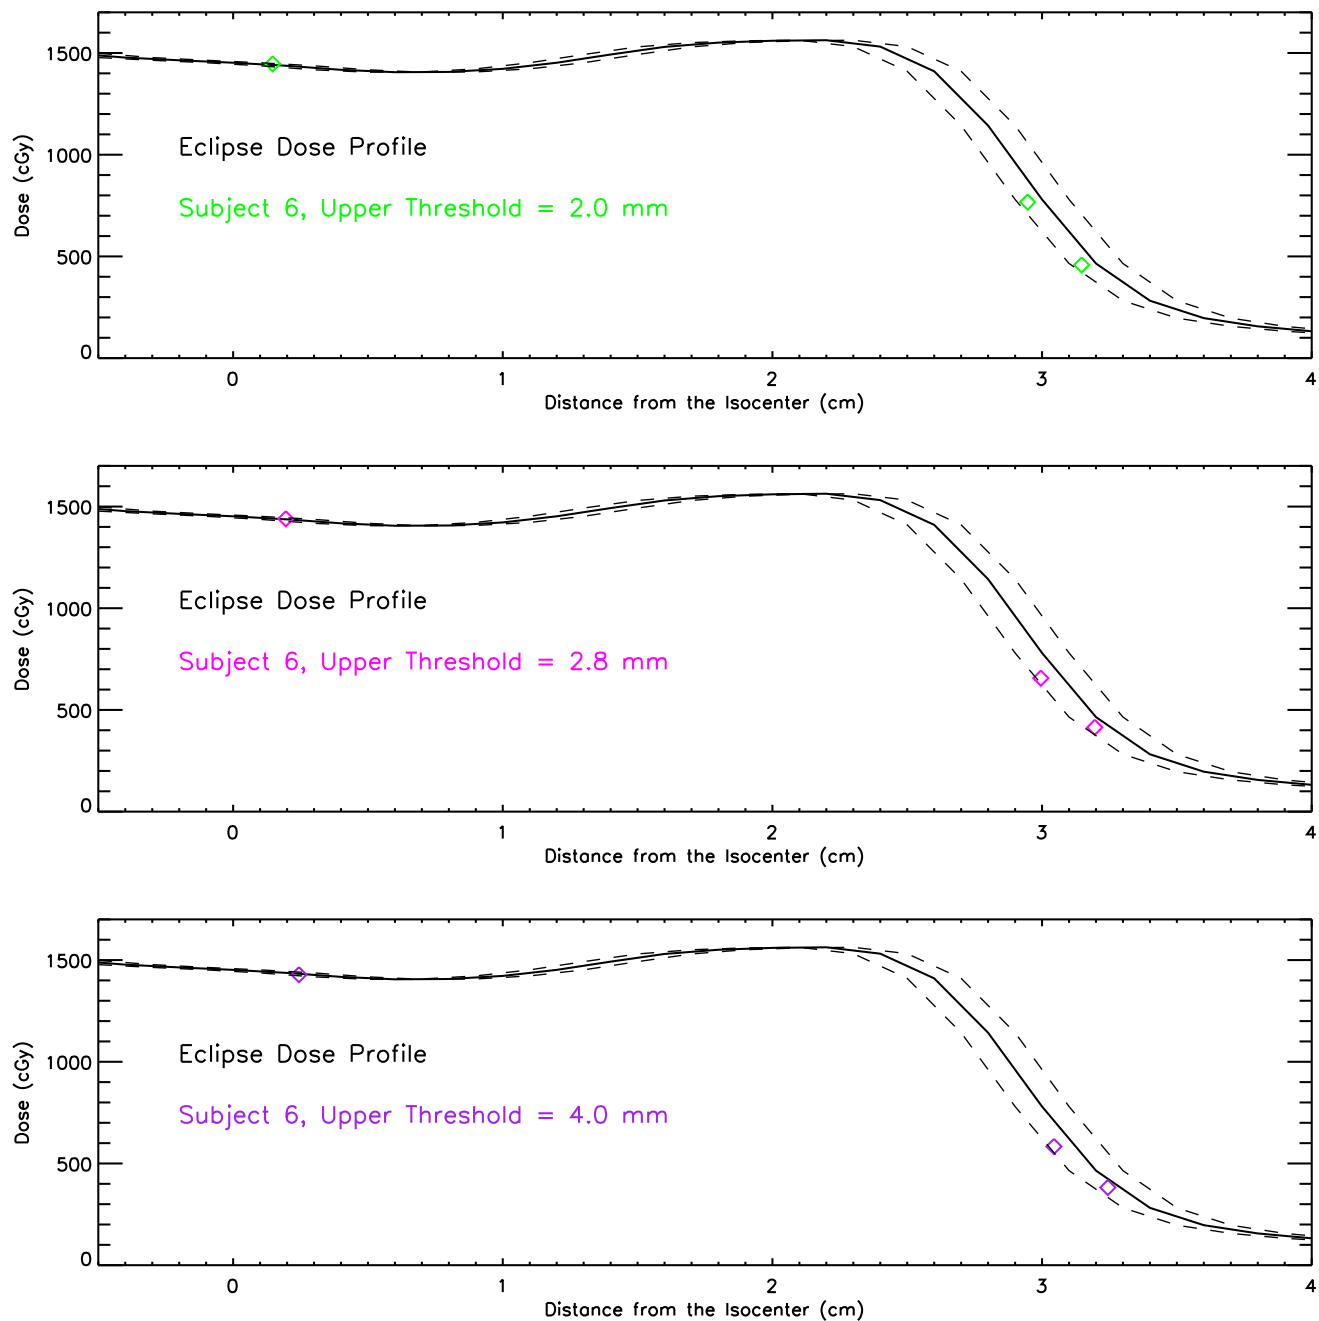 1500
1000
500
0
Dose (cGy)
Eclipse Dose Profile
Subject 6, Upper Threshold = 2.0 mm
0 1 2 3 4
Distance from the Isocenter (cm)
1500
1000
500
0
Dose (cGy)
Eclipse Dose Profile
Subject 6, Upper Threshold = 2.8 mm
0 1 2 3 4
Distance from the Isocenter (cm)
1500
1000
500
0
Dose (cGy)
Eclipse Dose Profile
Subject 6, Upper Threshold = 4.0 mm
0 1 2 3 4
Distance from the Isocenter (cm)